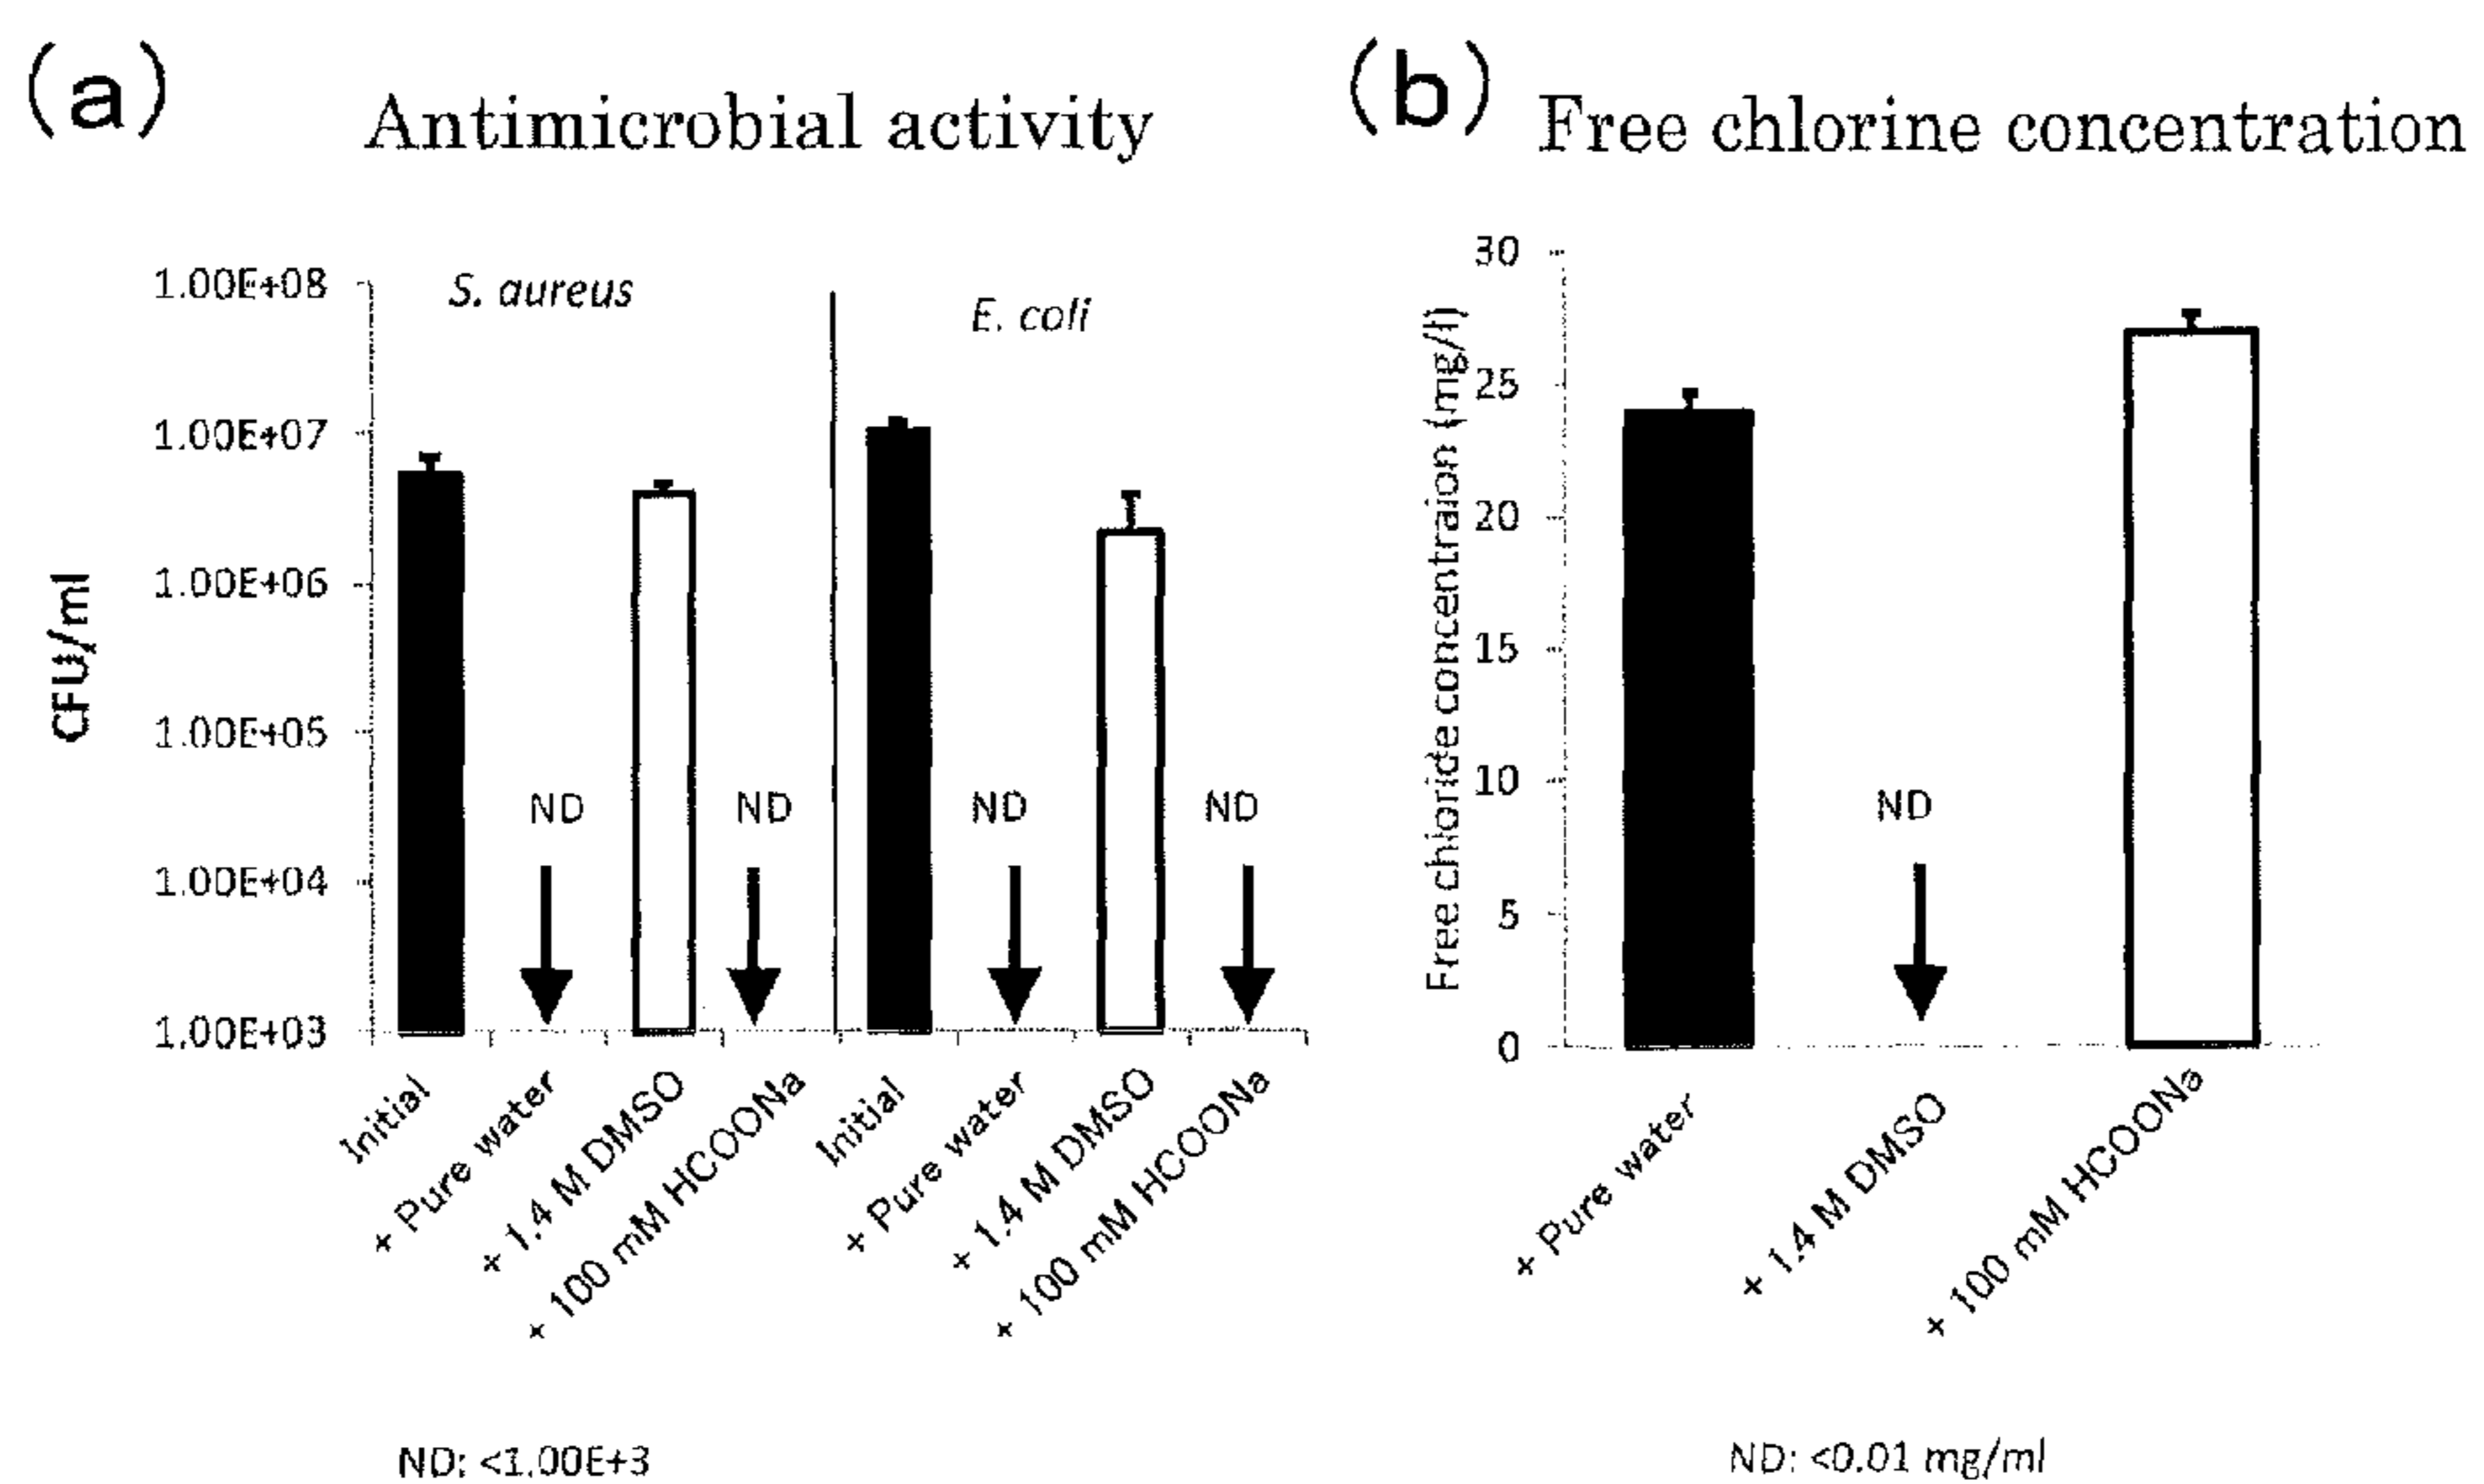 (a)
Antimicrobial activity
CFU/ml
1.00E+08
1.00E+07
1.00E+06
1.00E+05
1.00E+04
1.00E+03
S. aureus
E. coli
ND
ND
ND
ND
Initial
+ Pure water
+ 1.4 M DMSO
+ 100 mM HCOONa
Initial
+ Pure water
+ 1.4 M DMSO
+ 100 mM HCOONa
ND: <1.00E+3
(b)
Free chlorine concentration
Free chloride concentraion (mg/l)
30
25
20
15
10
5
0
ND
+ Pure water
+ 1.4 M DMSO
+ 100 mM HCOONa
ND: <0.01 mg/ml